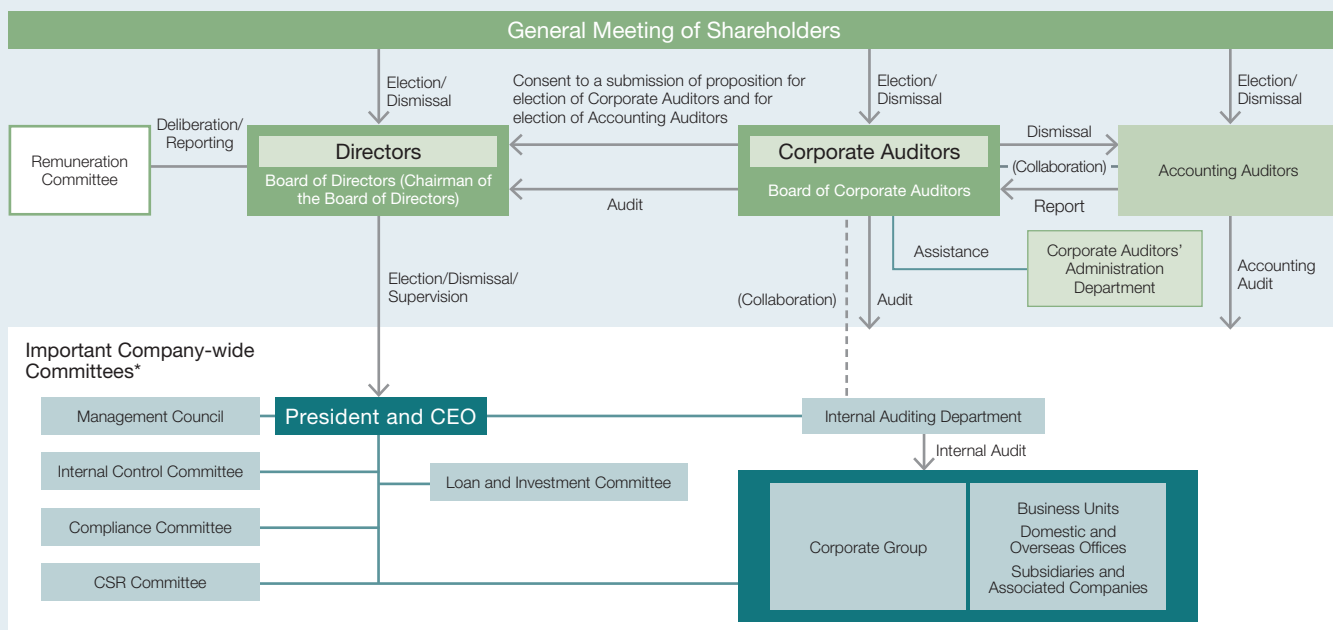 General Meeting of Shareholders
Election/
Dismissal
Consent to a submission of proposition for
election of Corporate Auditors and for
election of Accounting Auditors
Election/
Dismissal
Election/
Dismissal
Deliberation/
Reporting
Remuneration
Committee
Directors
Board of Directors (Chairman of
the Board of Directors)
Audit
Corporate Auditors
Board of Corporate Auditors
Dismissal
(Collaboration)
Report
Accounting Auditors
Election/Dismissal/
Supervision
(Collaboration)
Audit
Assistance
Corporate Auditors'
Administration
Department
Accounting
Audit
Important Company-wide
Committees*
Management Council
President and CEO
Internal Auditing Department
Internal Audit
Internal Control Committee
Loan and Investment Committee
Compliance Committee
CSR Committee
Corporate Group
Business Units
Domestic and
Overseas Offices
Subsidiaries and
Associated Companies